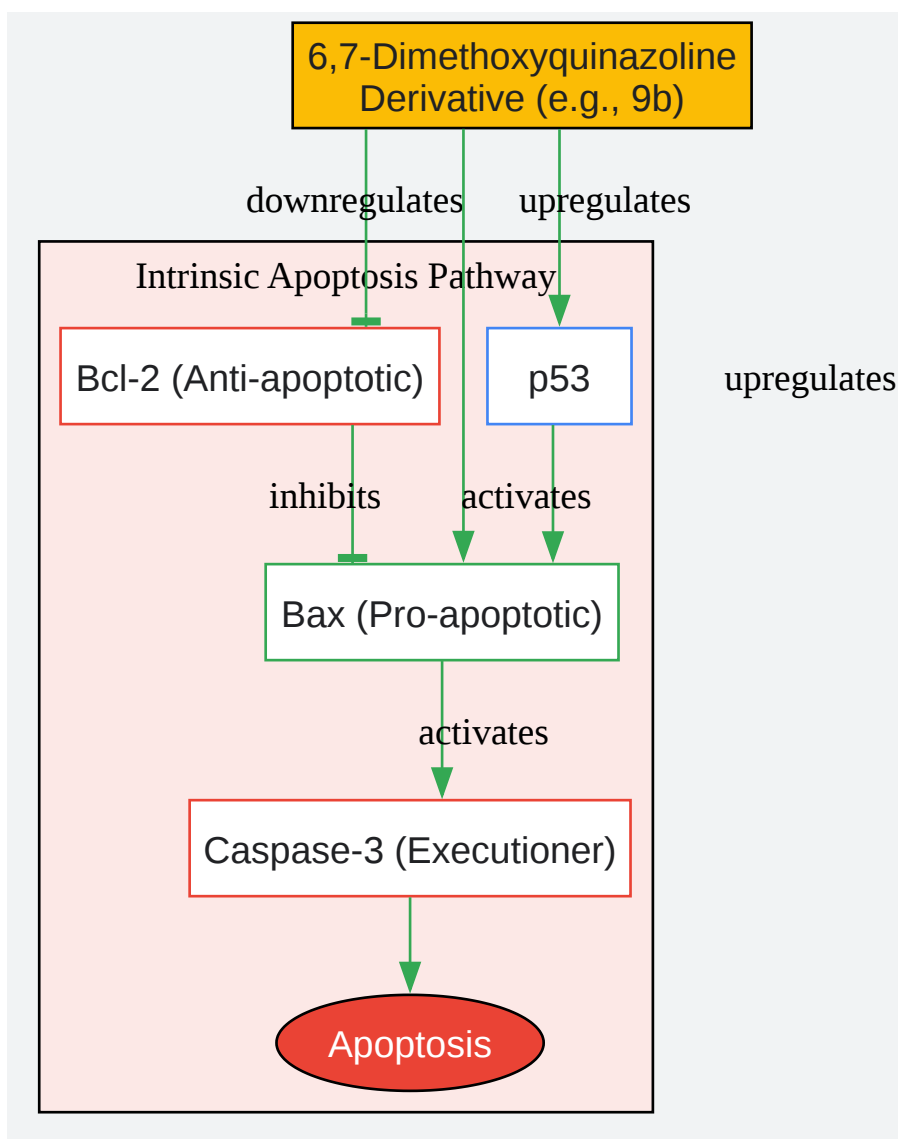 6,7-Dimethoxyquinazoline
Derivative (e.g., 9b)
downregulates
upregulates
Intrinsic Apoptosis Pathway
Bcl-2 (Anti-apoptotic)
p53
upregulates
inhibits
activates
Bax (Pro-apoptotic)
activates
Caspase-3 (Executioner)
Apoptosis